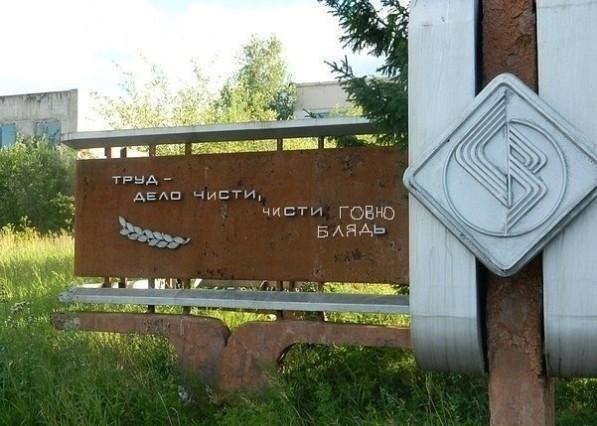 ТРУД -
ДЕЛО ЧИСТИ,
ЧИСТИ ГОВНО
БЛЯДЬ